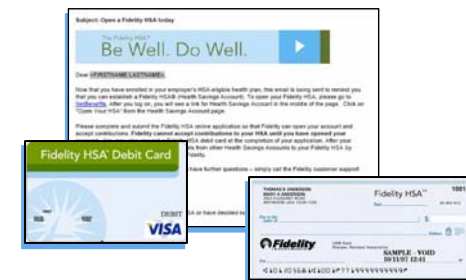 Subject: Open a Fidelity HSA today
The Fidelity HSA℠
Be Well. Do Well.
Dear <FIRSTNAME LASTNAME>,
Now that you have enrolled in your employer's HSA-eligible health plan, this email is being sent to remind you
that you can establish a Fidelity HSA® (Health Savings Account). To open your Fidelity HSA, please go to
NetBenefits. After you log on, you will see a link for Health Savings Account in the middle of the page. Click on
"Open Your HSA" from the Health Savings Account page.
Please complete and submit the Fidelity HSA online application so that Fidelity can open your account and
accept contributions. Fidelity cannot accept contributions to your HSA until you have opened your
HSA debit card at the completion of your application. After your
from other Health Savings Accounts to your Fidelity HSA by
Fidelity.
have further questions – simply call the Fidelity customer support
HSA or have decided
Fidelity HSA® Debit Card
DEBIT
VISA
THOMAS R ANDERSON
MARY A ANDERSON
Fidelity HSA℠
1001
$
Fidelity
SAMPLE - VOID
10/11/07 12:41